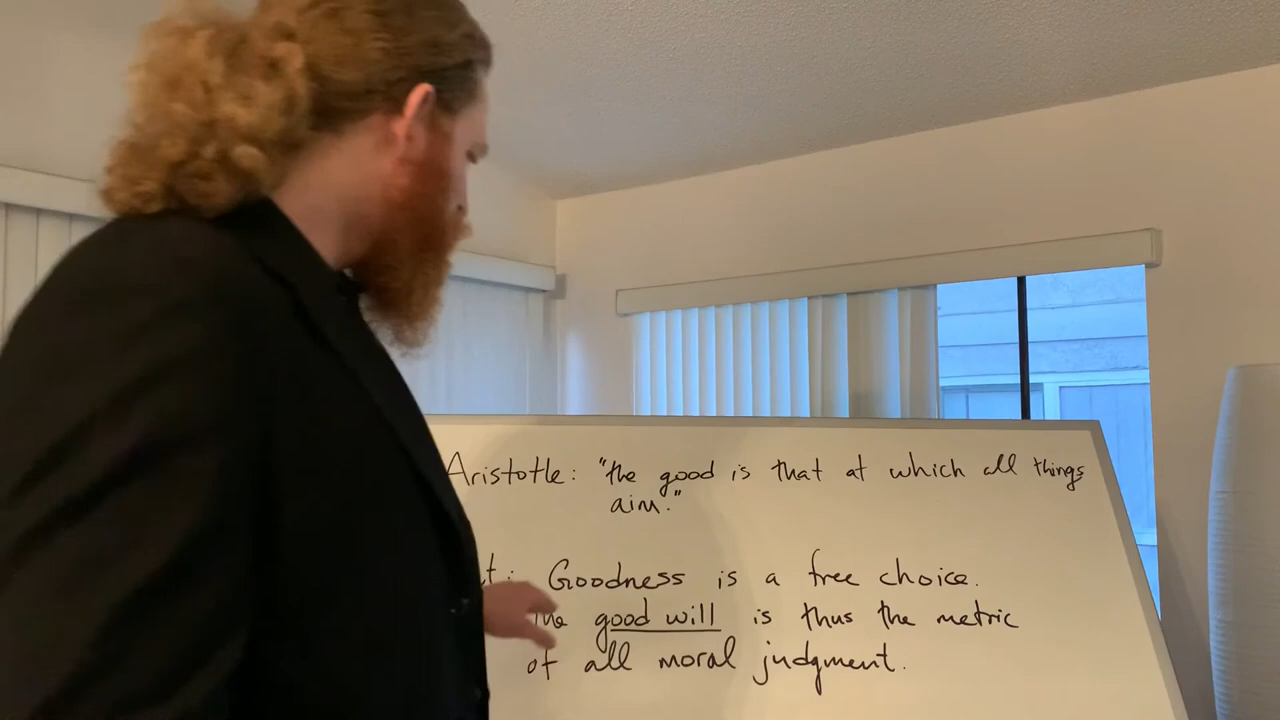 Aristotle: "the good is that at which all things
aim."
t: Goodness is a free choice.
the good will is thus the metric
of all moral judgment.